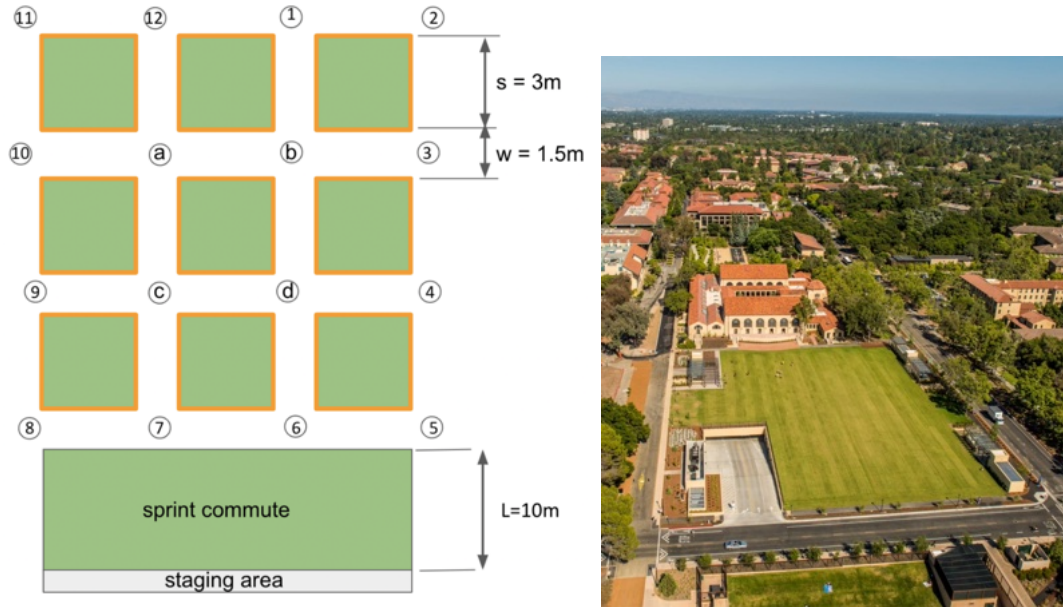 ⑪ ⑫ ① ②
s = 3m
⑩ ⓐ ⓑ ③
w = 1.5m
⑨ ⓒ ⓓ ④
⑧ ⑦ ⑥ ⑤
sprint commute
L=10m
staging area